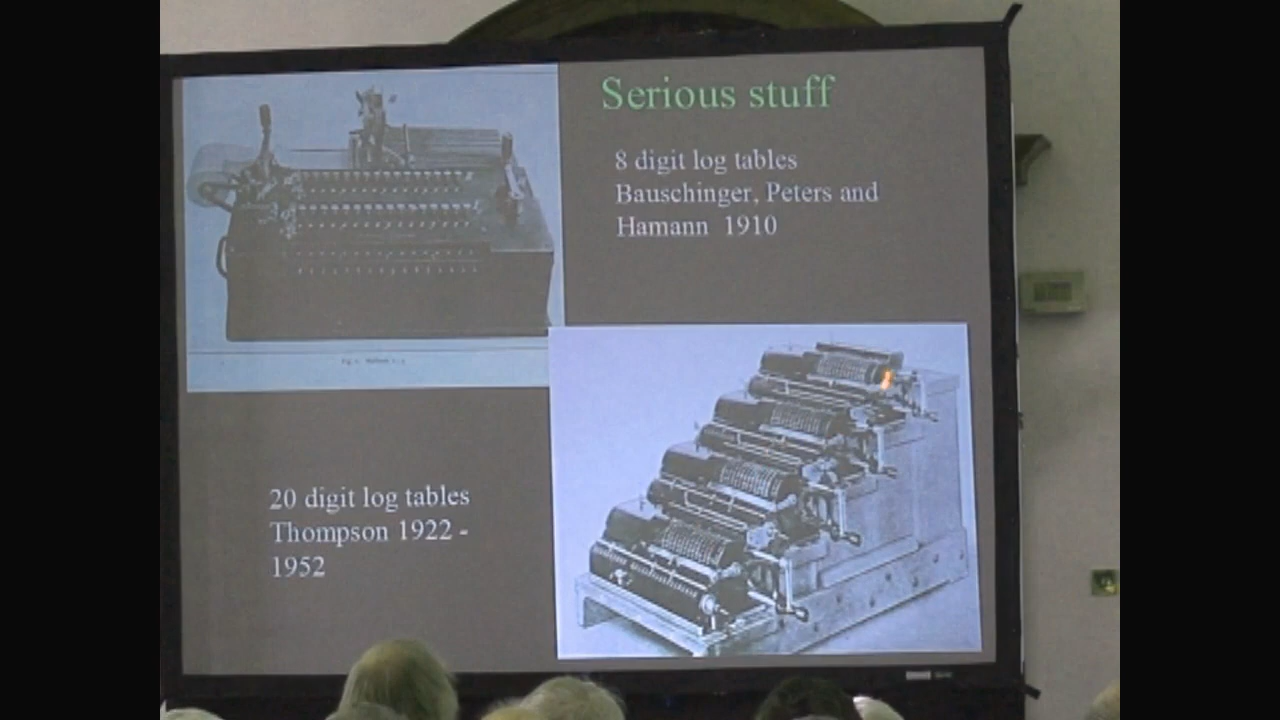 Serious stuff
8 digit log tables
Bauschinger, Peters and
Hamann 1910
20 digit log tables
Thompson 1922 -
1952